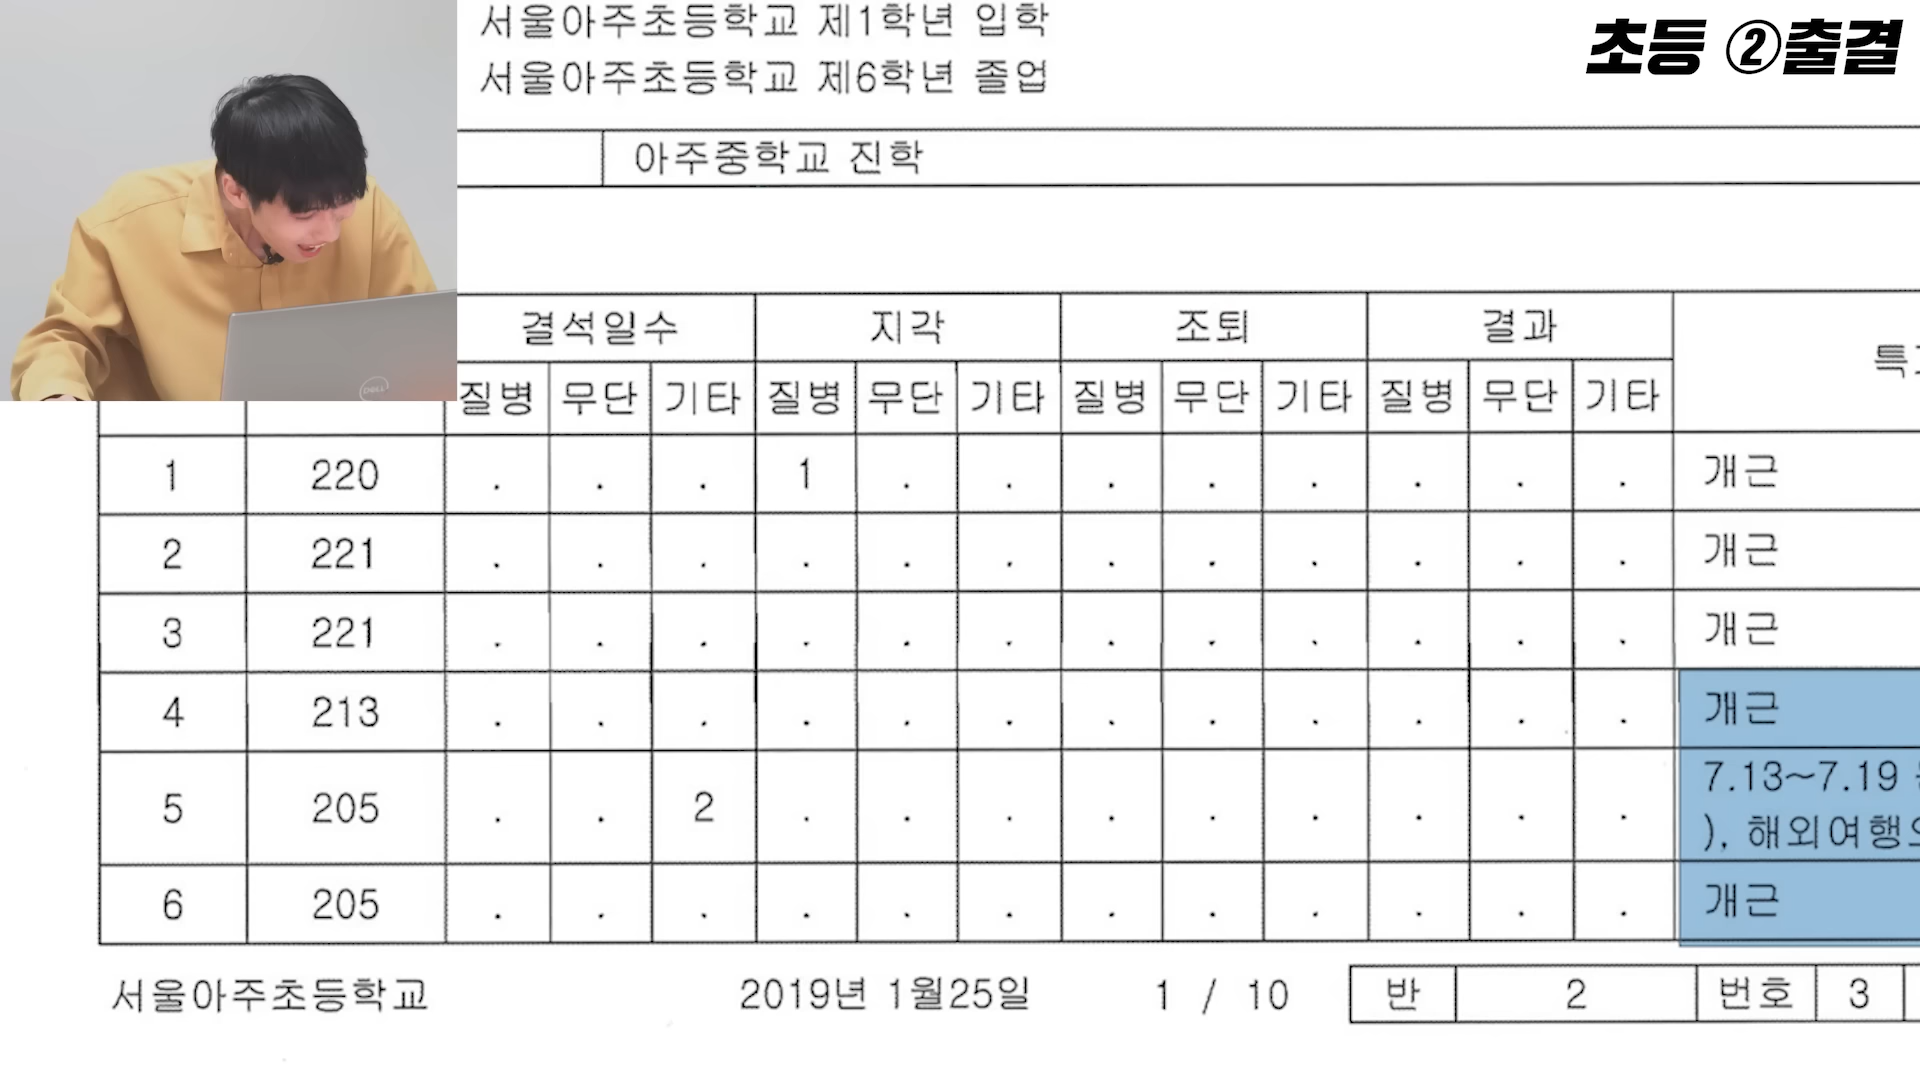 서울아주초등학교 제1학년 입학
서울아주초등학교 제6학년 졸업
초등 ②출결
아주중학교 진학
결석일수 지각 조퇴 결과
질병 무단 기타 질병 무단 기타 질병 무단 기타 질병 무단 기타
1 220 . . . 1 . . . . . . . . 개근
2 221 . . . . . . . . . . . . 개근
3 221 . . . . . . . . . . . . 개근
4 213 . . . . . . . . . . . . 개근
5 205 . . 2 . . . . . . . . . 7.13~7.19
), 해외여행
6 205 . . . . . . . . . . . . 개근
서울아주초등학교 2019년 1월25일 1 / 10 반 2 번호 3
DELL